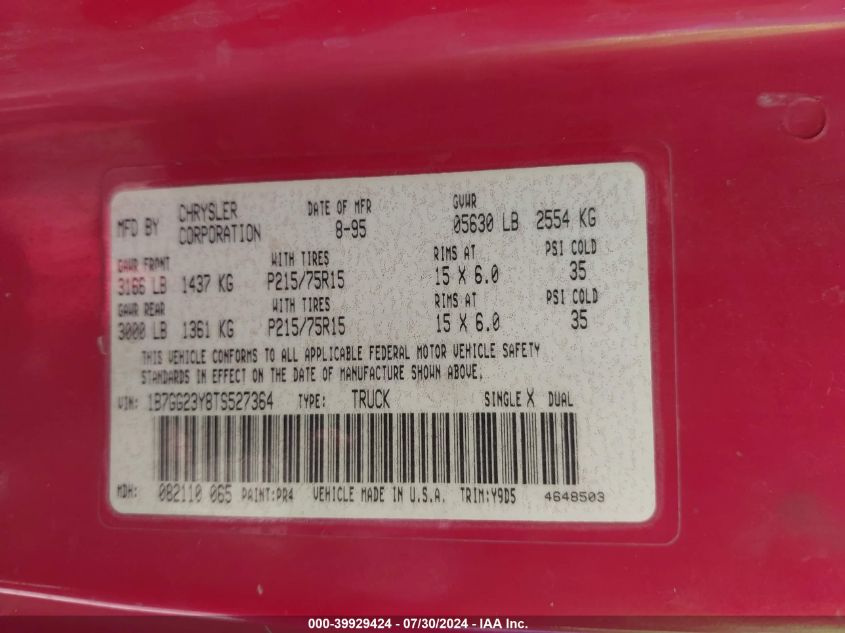 MFD BY CHRYSLER CORPORATION DATE OF MFR 8-95 GVWR 05630 LB 2554 KG
GAWR FRONT WITH TIRES RIMS AT PSI COLD
3166 LB 1437 KG P215/75R15 15 X 6.0 35
GAWR REAR WITH TIRES RIMS AT PSI COLD
3000 LB 1361 KG P215/75R15 15 X 6.0 35
THIS VEHICLE CONFORMS TO ALL APPLICABLE FEDERAL MOTOR VEHICLE SAFETY
STANDARDS IN EFFECT ON THE DATE OF MANUFACTURE SHOWN ABOVE.
VIN: 1B7GG23Y8TS527364 TYPE: TRUCK SINGLE X DUAL
MDH: 082110 065 PAINT:PR4 VEHICLE MADE IN U.S.A. TRIM:Y9D5 4648503
000-39929424 - 07/30/2024 - IAA Inc.